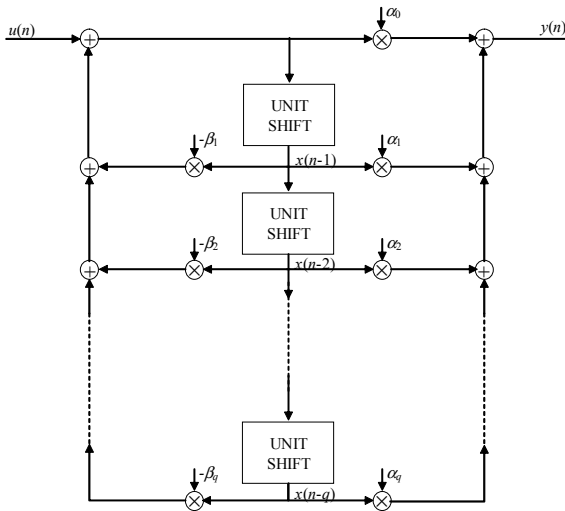 α0
u(n)
y(n)
UNIT
SHIFT
-β1
α1
x(n-1)
UNIT
SHIFT
-β2
α2
x(n-2)
UNIT
SHIFT
-βq
αq
x(n-q)